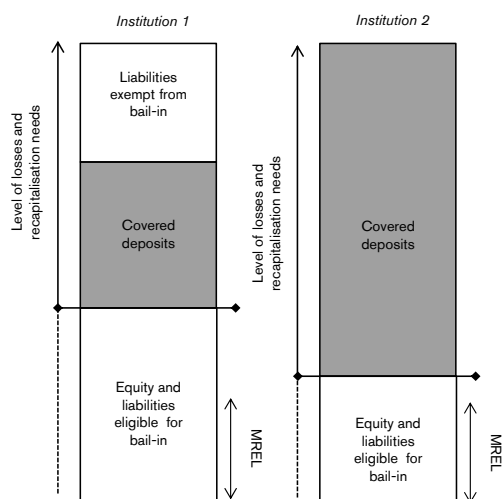 Institution 1
Level of losses and
recapitalisation needs
Liabilities
exempt from
bail-in
Covered
deposits
Equity and
liabilities
eligible for
bail-in
MREL
Institution 2
Level of losses and
recapitalisation needs
Covered
deposits
Equity and
liabilities
eligible for
bail-in
MREL